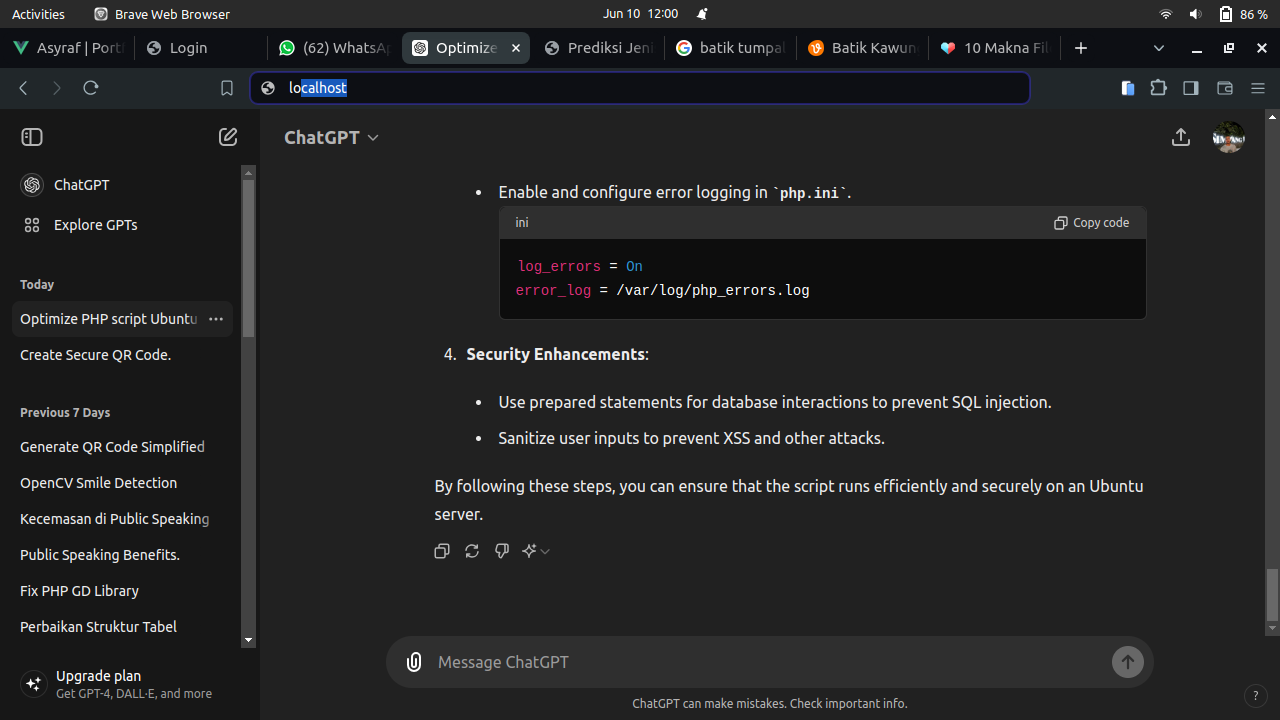 Activities Brave Web Browser Jun 10 12:00 86 %
Asyraf | Port Login (62) WhatsA Optimize Prediksi Jeni batik tumpal Batik Kawun 10 Makna Fil
localhost
ChatGPT
ChatGPT
Explore GPTs
Today
Optimize PHP script Ubuntu
Create Secure QR Code.
Previous 7 Days
Generate QR Code Simplified
OpenCV Smile Detection
Kecemasan di Public Speaking
Public Speaking Benefits.
Fix PHP GD Library
Perbaikan Struktur Tabel
Upgrade plan
Get GPT-4, DALL·E, and more
• Enable and configure error logging in `php.ini`.
ini Copy code
log_errors = On
error_log = /var/log/php_errors.log
4. Security Enhancements:
• Use prepared statements for database interactions to prevent SQL injection.
• Sanitize user inputs to prevent XSS and other attacks.
By following these steps, you can ensure that the script runs efficiently and securely on an Ubuntu
server.
Message ChatGPT
ChatGPT can make mistakes. Check important info.
?